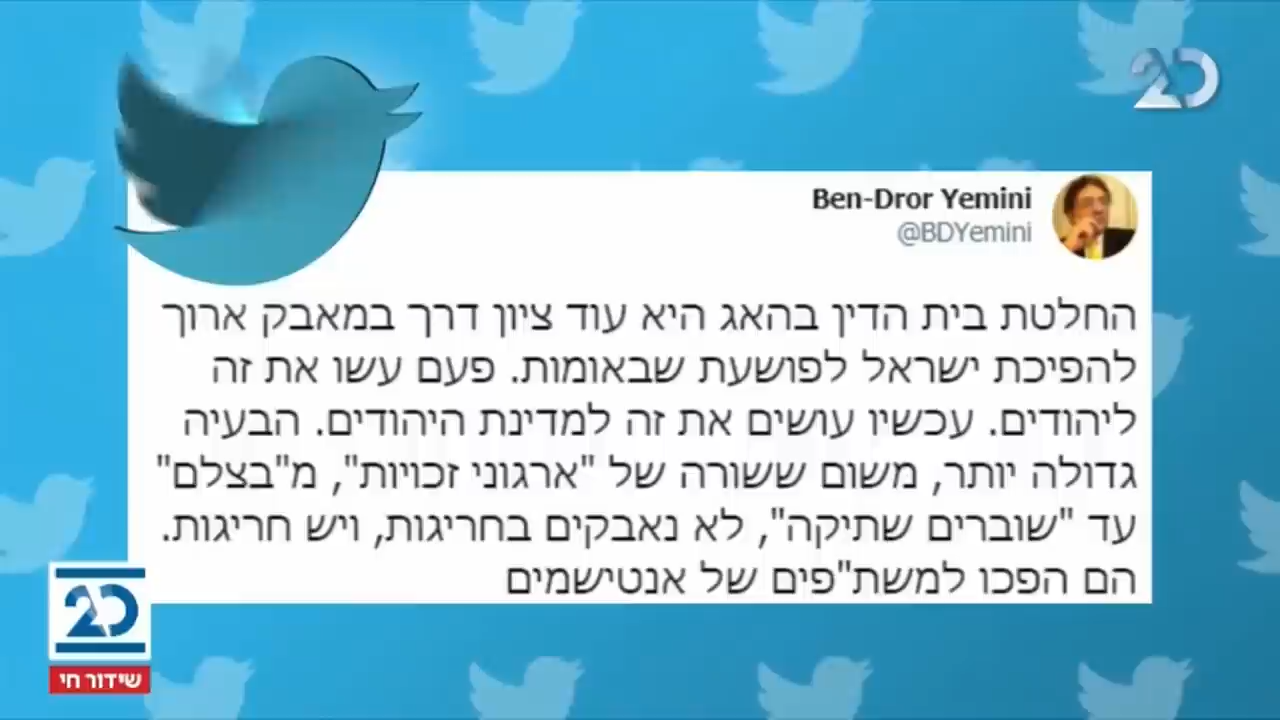 20
Ben-Dror Yemini
@BDYemini
החלטת בית הדין בהאג היא עוד ציון דרך במאבק ארוך
להפיכת ישראל לפושעת שבאומות. פעם עשו את זה
ליהודים. עכשיו עושים את זה למדינת היהודים. הבעיה
גדולה יותר, משום ששורה של "ארגוני זכויות", מ"בצלם"
עד "שוברים שתיקה", לא נאבקים בחריגות, ויש חריגות.
הם הפכו למשת"פים של אנטישמים
20
שידור חי